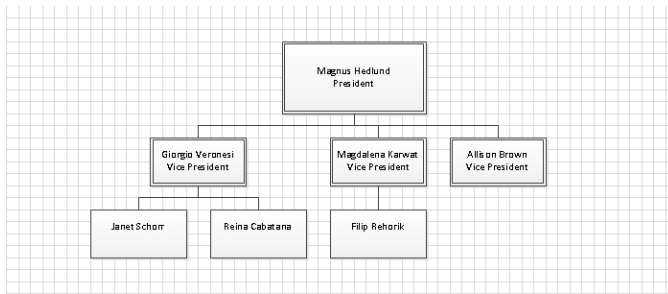 Magnus Hedlund
President
Giorgio Veronesi
Vice President
Magdalena Karwat
Vice President
Allison Brown
Vice President
Janet Schorr
Reina Cabatana
Filip Rehorik